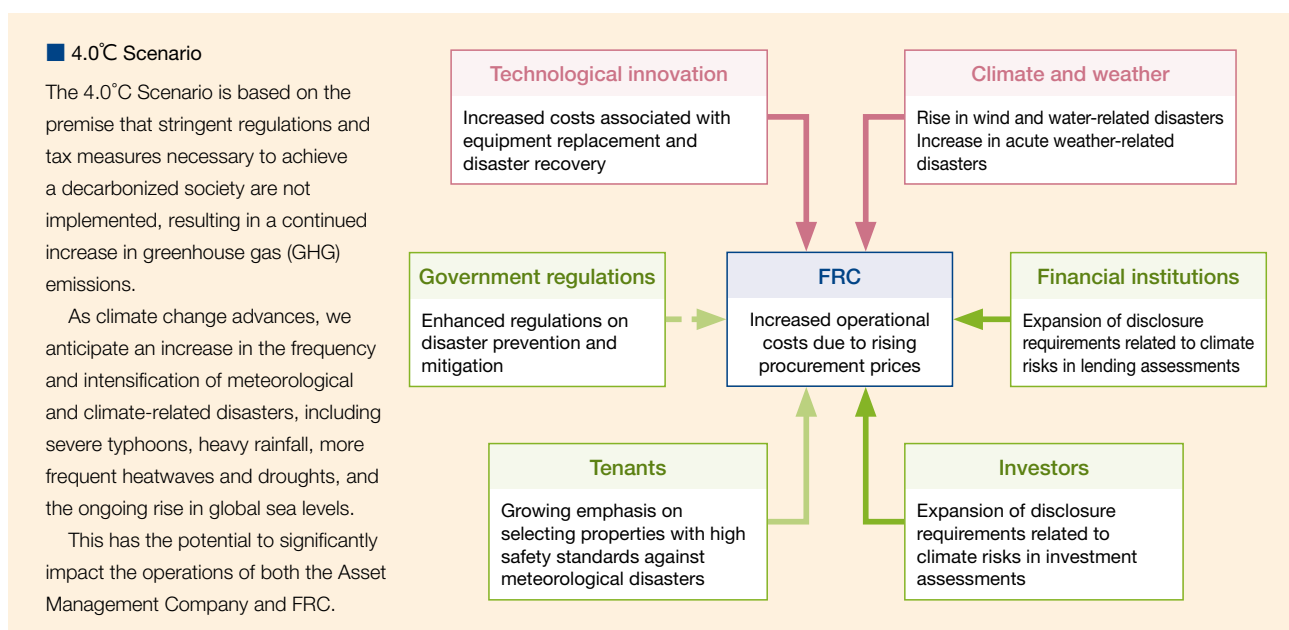 ■ 4.0℃ Scenario
The 4.0˚C Scenario is based on the
premise that stringent regulations and
tax measures necessary to achieve
a decarbonized society are not
implemented, resulting in a continued
increase in greenhouse gas (GHG)
emissions.
As climate change advances, we
anticipate an increase in the frequency
and intensification of meteorological
and climate-related disasters, including
severe typhoons, heavy rainfall, more
frequent heatwaves and droughts, and
the ongoing rise in global sea levels.
This has the potential to significantly
impact the operations of both the Asset
Management Company and FRC.
Technological innovation
Increased costs associated with
equipment replacement and
disaster recovery
Climate and weather
Rise in wind and water-related disasters
Increase in acute weather-related
disasters
Government regulations
Enhanced regulations on
disaster prevention and
mitigation
FRC
Increased operational
costs due to rising
procurement prices
Financial institutions
Expansion of disclosure
requirements related to climate
risks in lending assessments
Tenants
Growing emphasis on
selecting properties with high
safety standards against
meteorological disasters
Investors
Expansion of disclosure
requirements related to
climate risks in investment
assessments